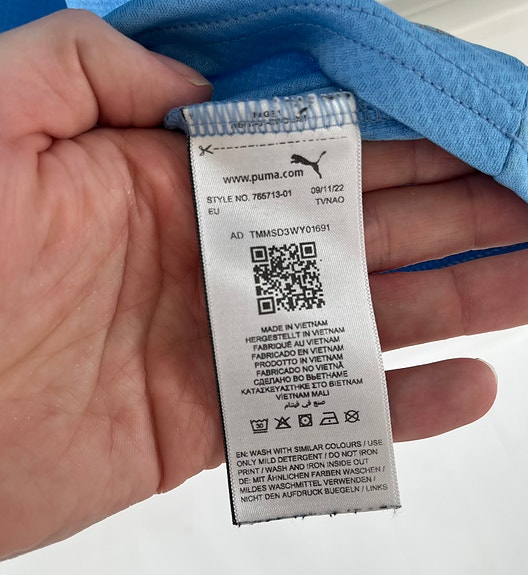 www.puma.com
STYLE NO. 765713-01 09/11/22
EU TVNAO
AD TMMSD3WY01691
MADE IN VIETNAM
HERGESTELLT IN VIETNAM
FABRIQUÉ AU VIETNAM
FABRICADO EN VIETNAM
PRODOTTO IN VIETNAM
FABRICADO NO VIETNAM
СДЕЛАНО ВО ВЬЕТНАМЕ
ΚΑΤΑΣΚΕΥΑΣΤΗΚΕ ΣΤΟ ΒΙΕΤΝΑΜ
VIETNAM MALI
صنع في فيتنام
30
EN: WASH WITH SIMILAR COLOURS / USE
ONLY MILD DETERGENT / DO NOT IRON
PRINT / WASH AND IRON INSIDE OUT
DE: MIT ÄHNLICHEN FARBEN WASCHEN /
MILDES WASCHMITTEL VERWENDEN /
NICHT DEN AUFDRUCK BUEGELN / LINKS